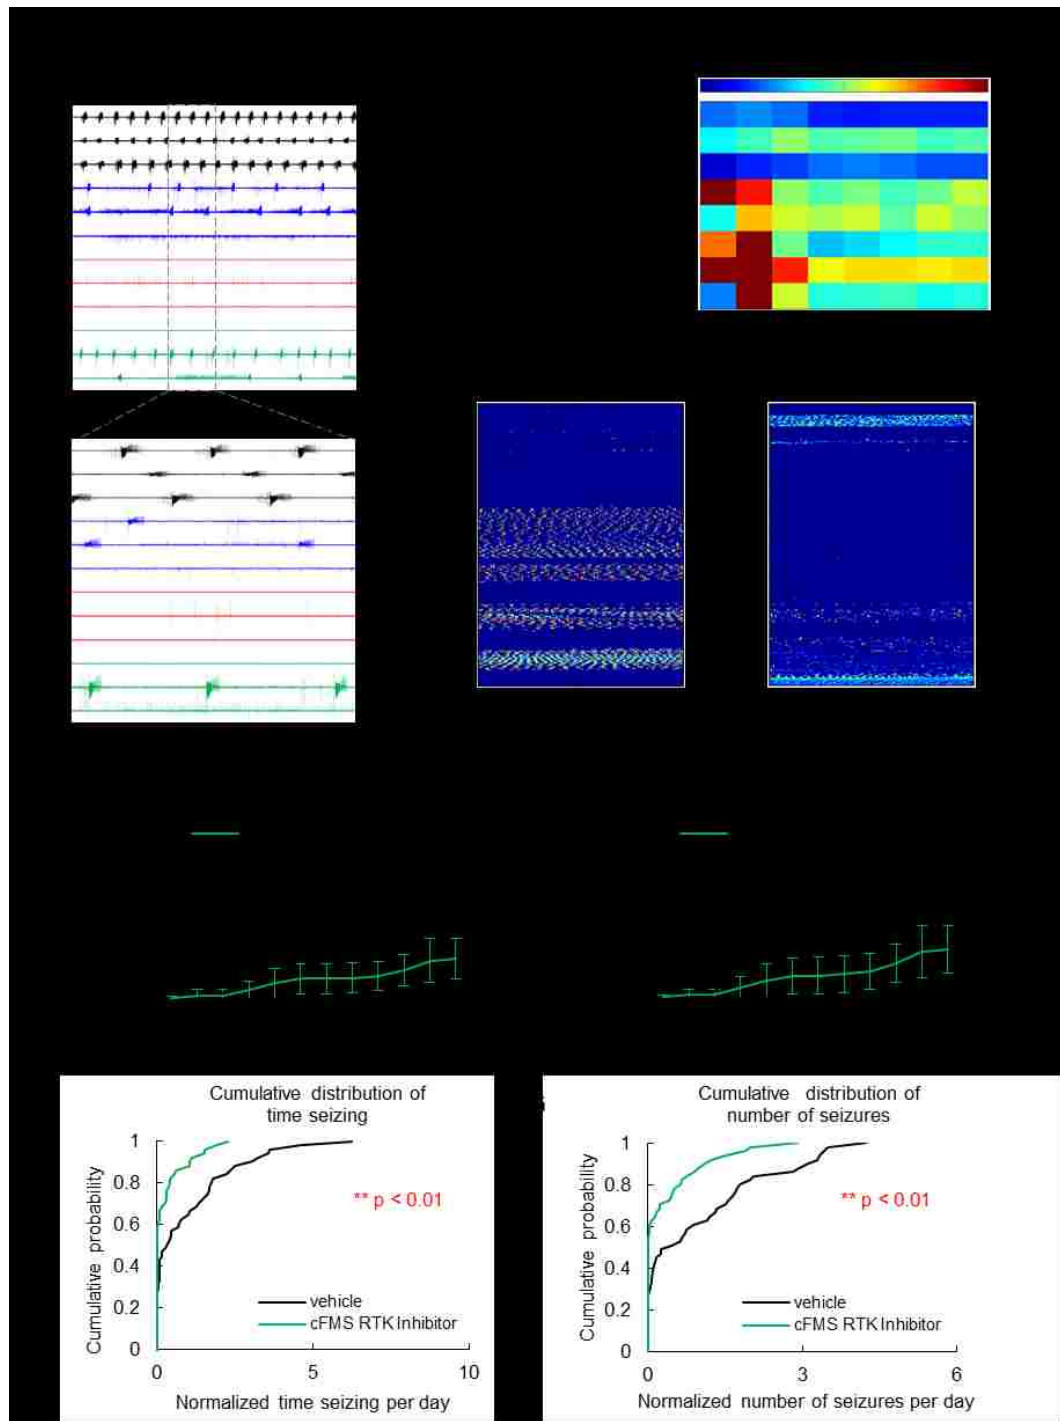 Cumulative distribution of
time seizing
Cumulative probability
1
0.8
0.6
0.4
0.2
0
** p < 0.01
vehicle
cFMS RTK Inhibitor
0
5
10
Normalized time seizing per day
Cumulative distribution of
number of seizures
Cumulative probability
1
0.8
0.6
0.4
0.2
0
** p < 0.01
vehicle
cFMS RTK Inhibitor
0
3
6
Normalized number of seizures per day